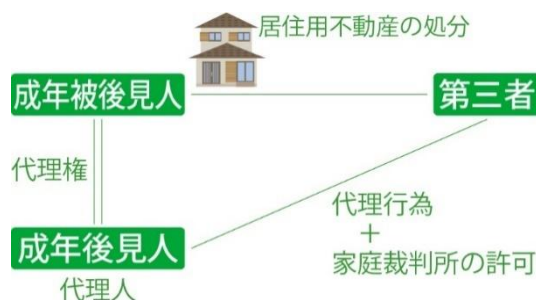 居住用不動産の処分
成年被後見人
第三者
代理権
代理行為
+
家庭裁判所の許可
成年後見人
代理人